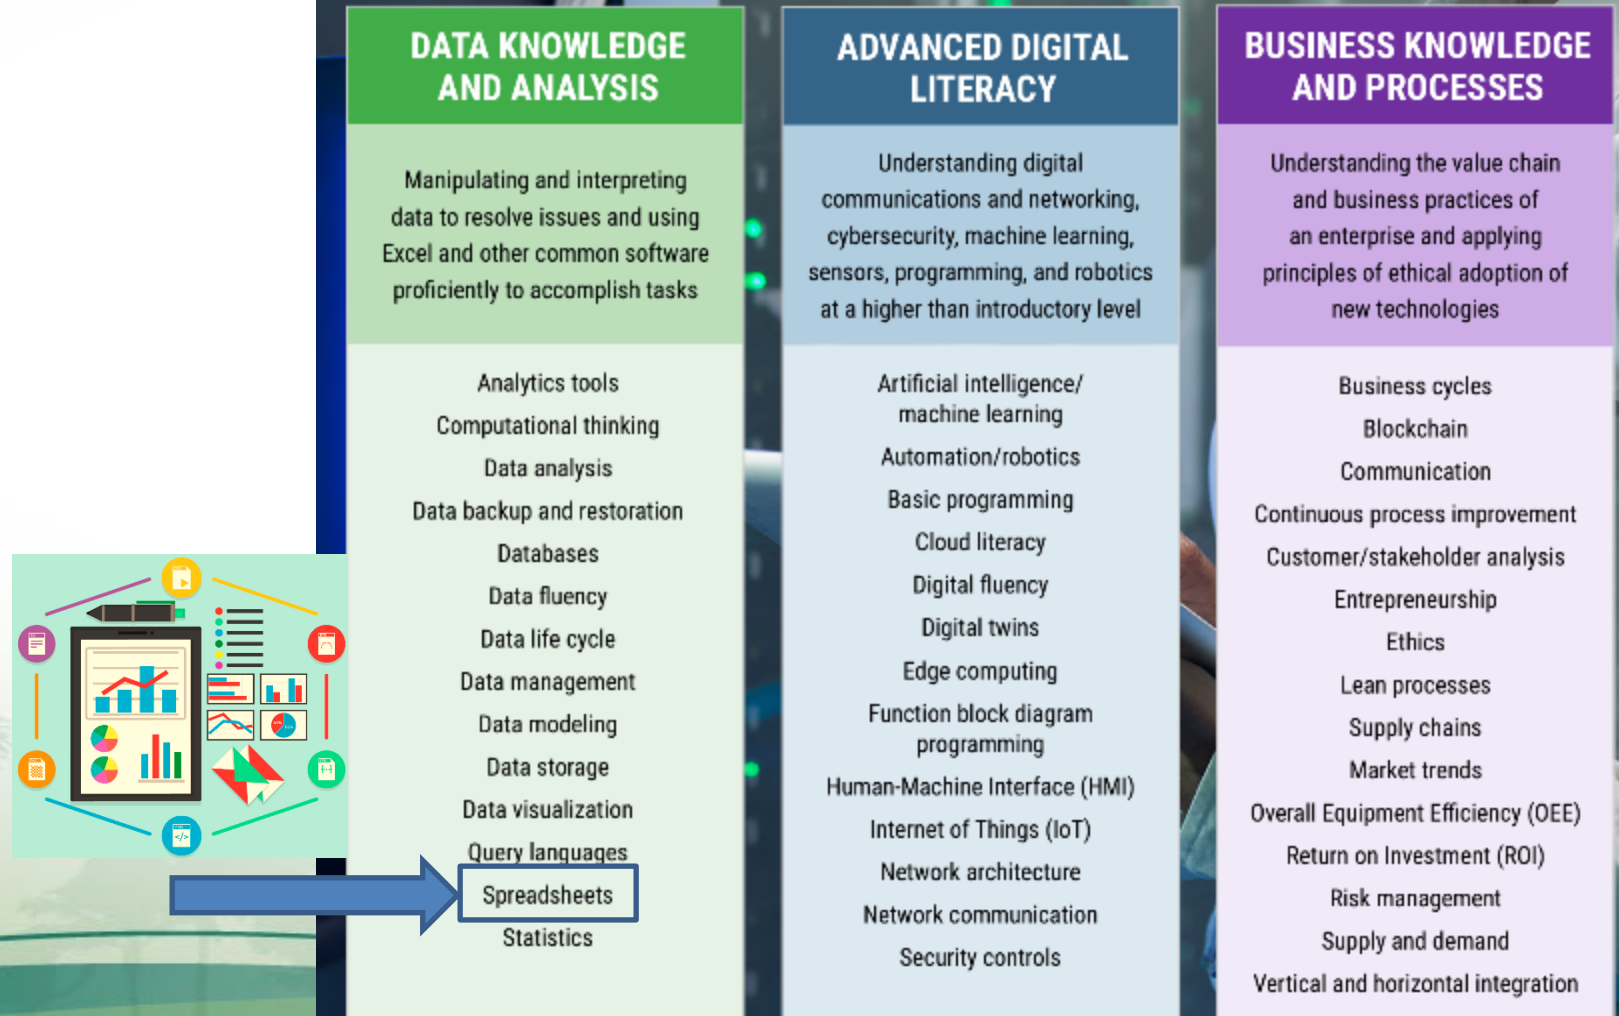 DATA KNOWLEDGE
AND ANALYSIS
Manipulating and interpreting
data to resolve issues and using
Excel and other common software
proficiently to accomplish tasks
Analytics tools
Computational thinking
Data analysis
Data backup and restoration
Databases
Data fluency
Data life cycle
Data management
Data modeling
Data storage
Data visualization
Query languages
Spreadsheets
Statistics
ADVANCED DIGITAL
LITERACY
Understanding digital
communications and networking,
cybersecurity, machine learning,
sensors, programming, and robotics
at a higher than introductory level
Artificial intelligence/
machine learning
Automation/robotics
Basic programming
Cloud literacy
Digital fluency
Digital twins
Edge computing
Function block diagram
programming
Human-Machine Interface (HMI)
Internet of Things (IoT)
Network architecture
Network communication
Security controls
BUSINESS KNOWLEDGE
AND PROCESSES
Understanding the value chain
and business practices of
an enterprise and applying
principles of ethical adoption of
new technologies
Business cycles
Blockchain
Communication
Continuous process improvement
Customer/stakeholder analysis
Entrepreneurship
Ethics
Lean processes
Supply chains
Market trends
Overall Equipment Efficiency (OEE)
Return on Investment (ROI)
Risk management
Supply and demand
Vertical and horizontal integration